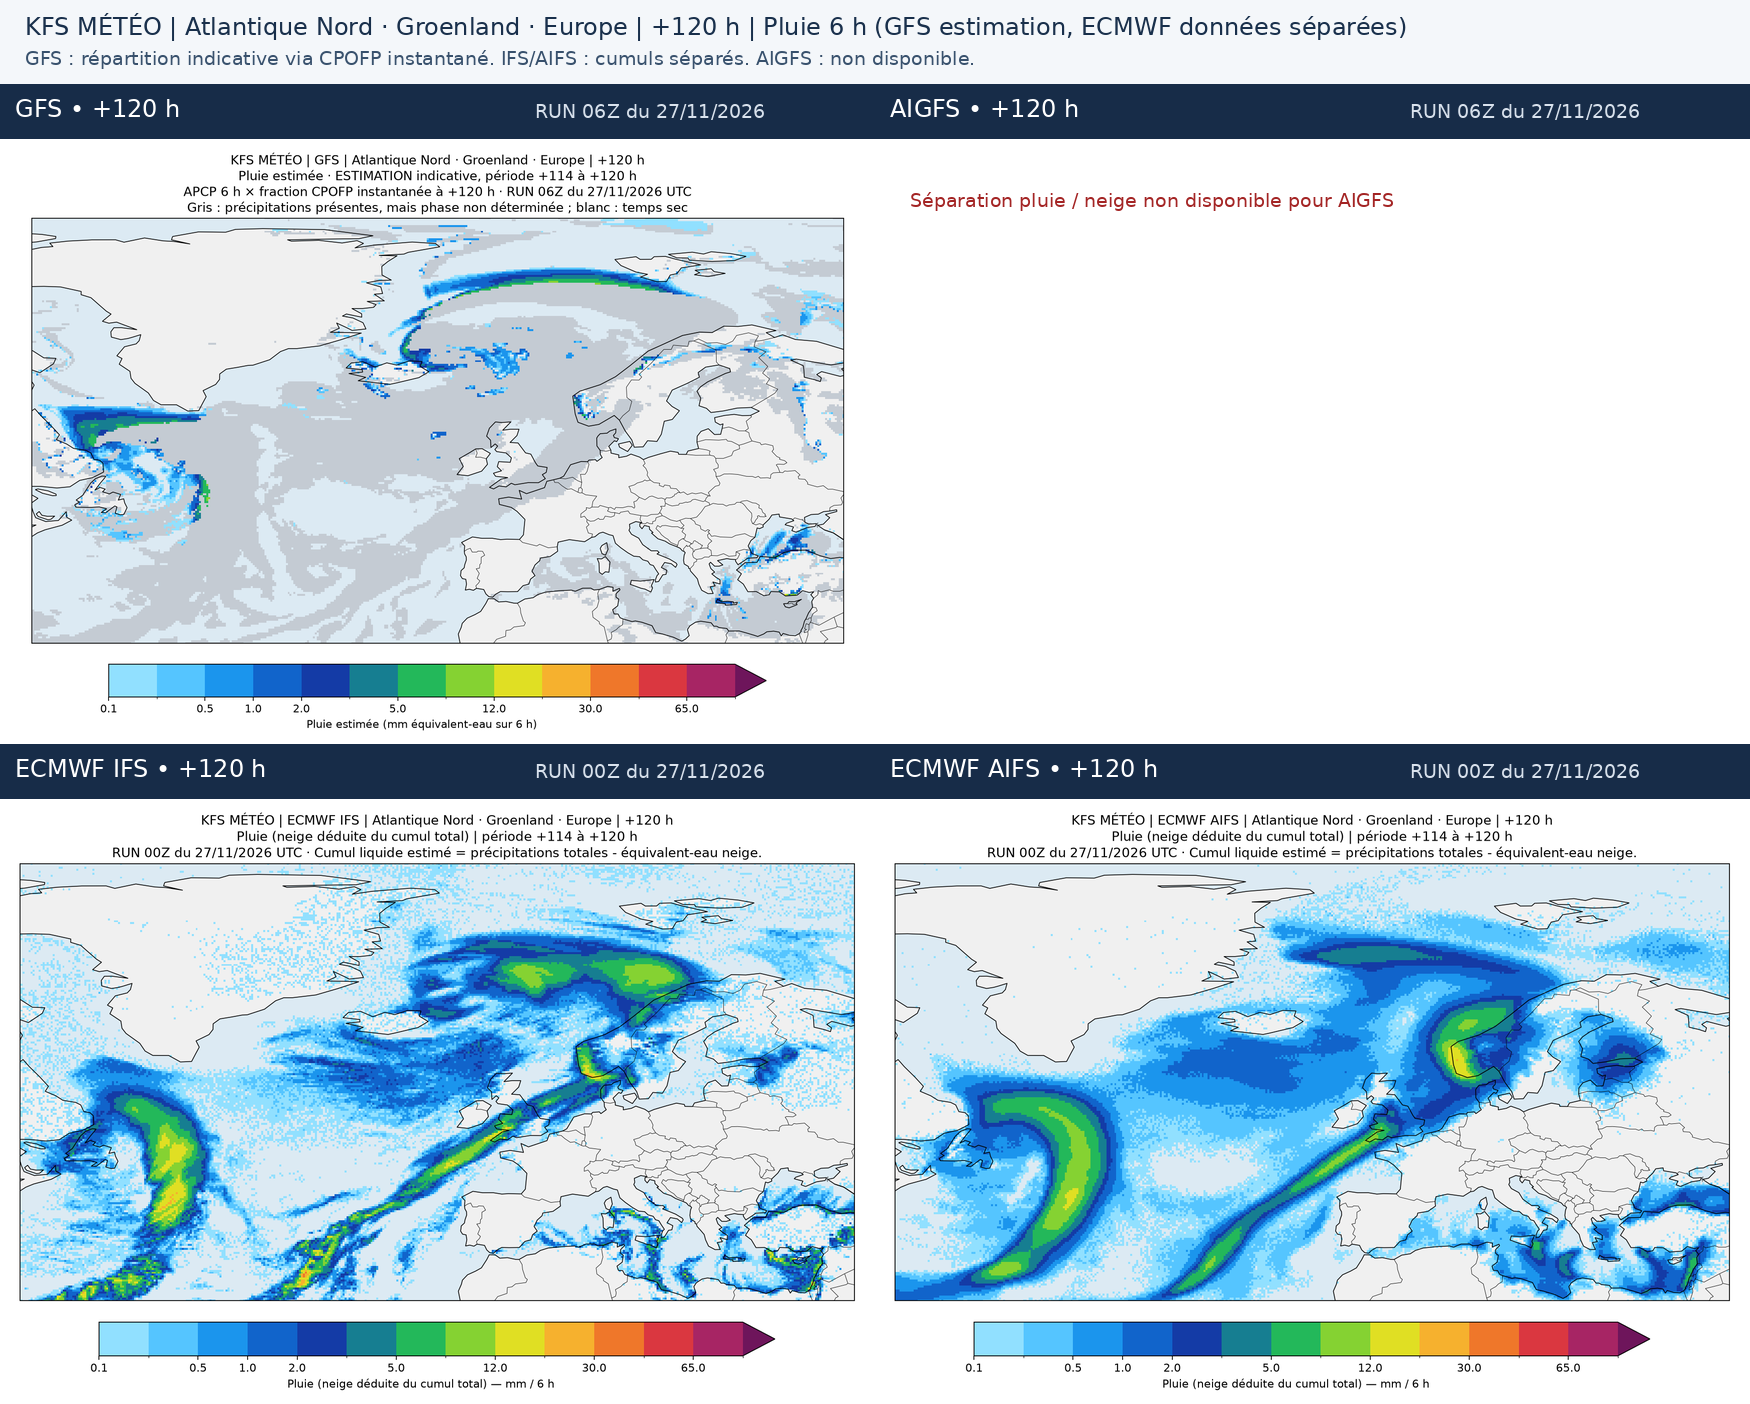 KFS MÉTÉO | Atlantique Nord · Groenland · Europe | +120 h | Pluie 6 h (GFS estimation, ECMWF données séparées)
GFS : répartition indicative via CPOFP instantané. IFS/AIFS : cumuls séparés. AIGFS : non disponible.
GFS • +120 h
RUN 06Z du 27/11/2026
KFS MÉTÉO | GFS | Atlantique Nord · Groenland · Europe | +120 h
Pluie estimée · ESTIMATION indicative, période +114 à +120 h
APCP 6 h × fraction CPOFP instantanée à +120 h · RUN 06Z du 27/11/2026 UTC
Gris : précipitations présentes, mais phase non déterminée ; blanc : temps sec
0.1 0.5 1.0 2.0 5.0 12.0 30.0 65.0
Pluie estimée (mm équivalent-eau sur 6 h)
AIGFS • +120 h
RUN 06Z du 27/11/2026
Séparation pluie / neige non disponible pour AIGFS
ECMWF IFS • +120 h
RUN 00Z du 27/11/2026
KFS MÉTÉO | ECMWF IFS | Atlantique Nord · Groenland · Europe | +120 h
Pluie (neige déduite du cumul total) | période +114 à +120 h
RUN 00Z du 27/11/2026 UTC · Cumul liquide estimé = précipitations totales - équivalent-eau neige.
0.1 0.5 1.0 2.0 5.0 12.0 30.0 65.0
Pluie (neige déduite du cumul total) — mm / 6 h
ECMWF AIFS • +120 h
RUN 00Z du 27/11/2026
KFS MÉTÉO | ECMWF AIFS | Atlantique Nord · Groenland · Europe | +120 h
Pluie (neige déduite du cumul total) | période +114 à +120 h
RUN 00Z du 27/11/2026 UTC · Cumul liquide estimé = précipitations totales - équivalent-eau neige.
0.1 0.5 1.0 2.0 5.0 12.0 30.0 65.0
Pluie (neige déduite du cumul total) — mm / 6 h